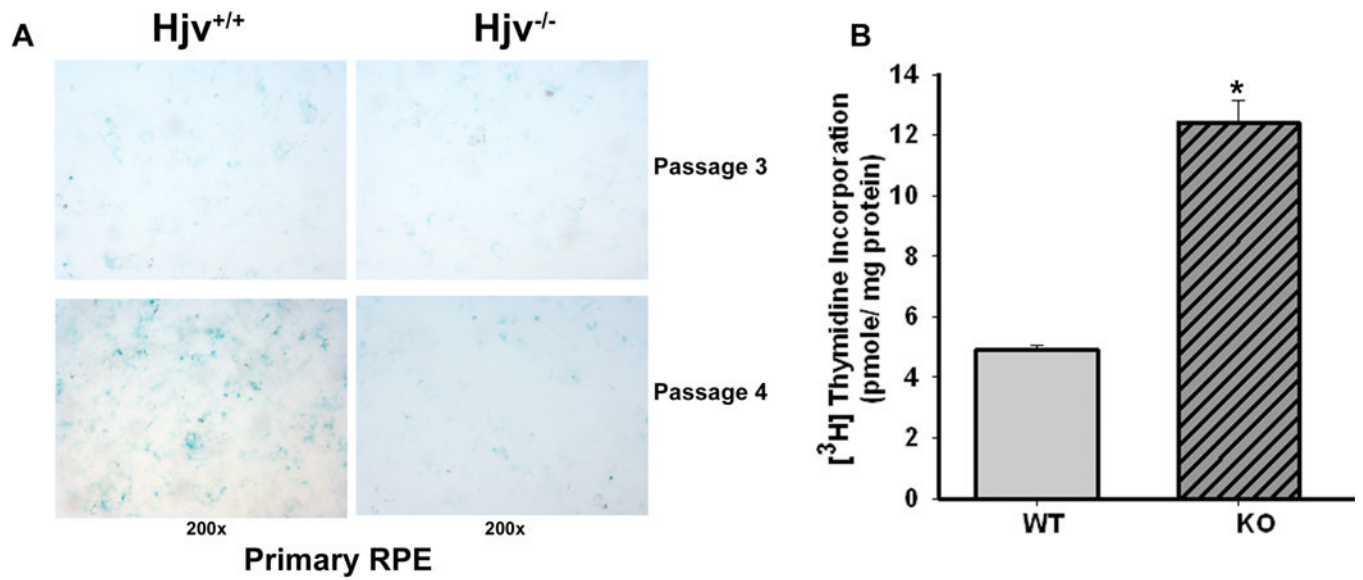 A
Hjv+/+
Hjv-/-
Passage 3
Passage 4
200x
200x
Primary RPE
B
[3H] Thymidine Incorporation
(pmole/ mg protein)
14
12
10
8
6
4
2
0
*
WT
KO